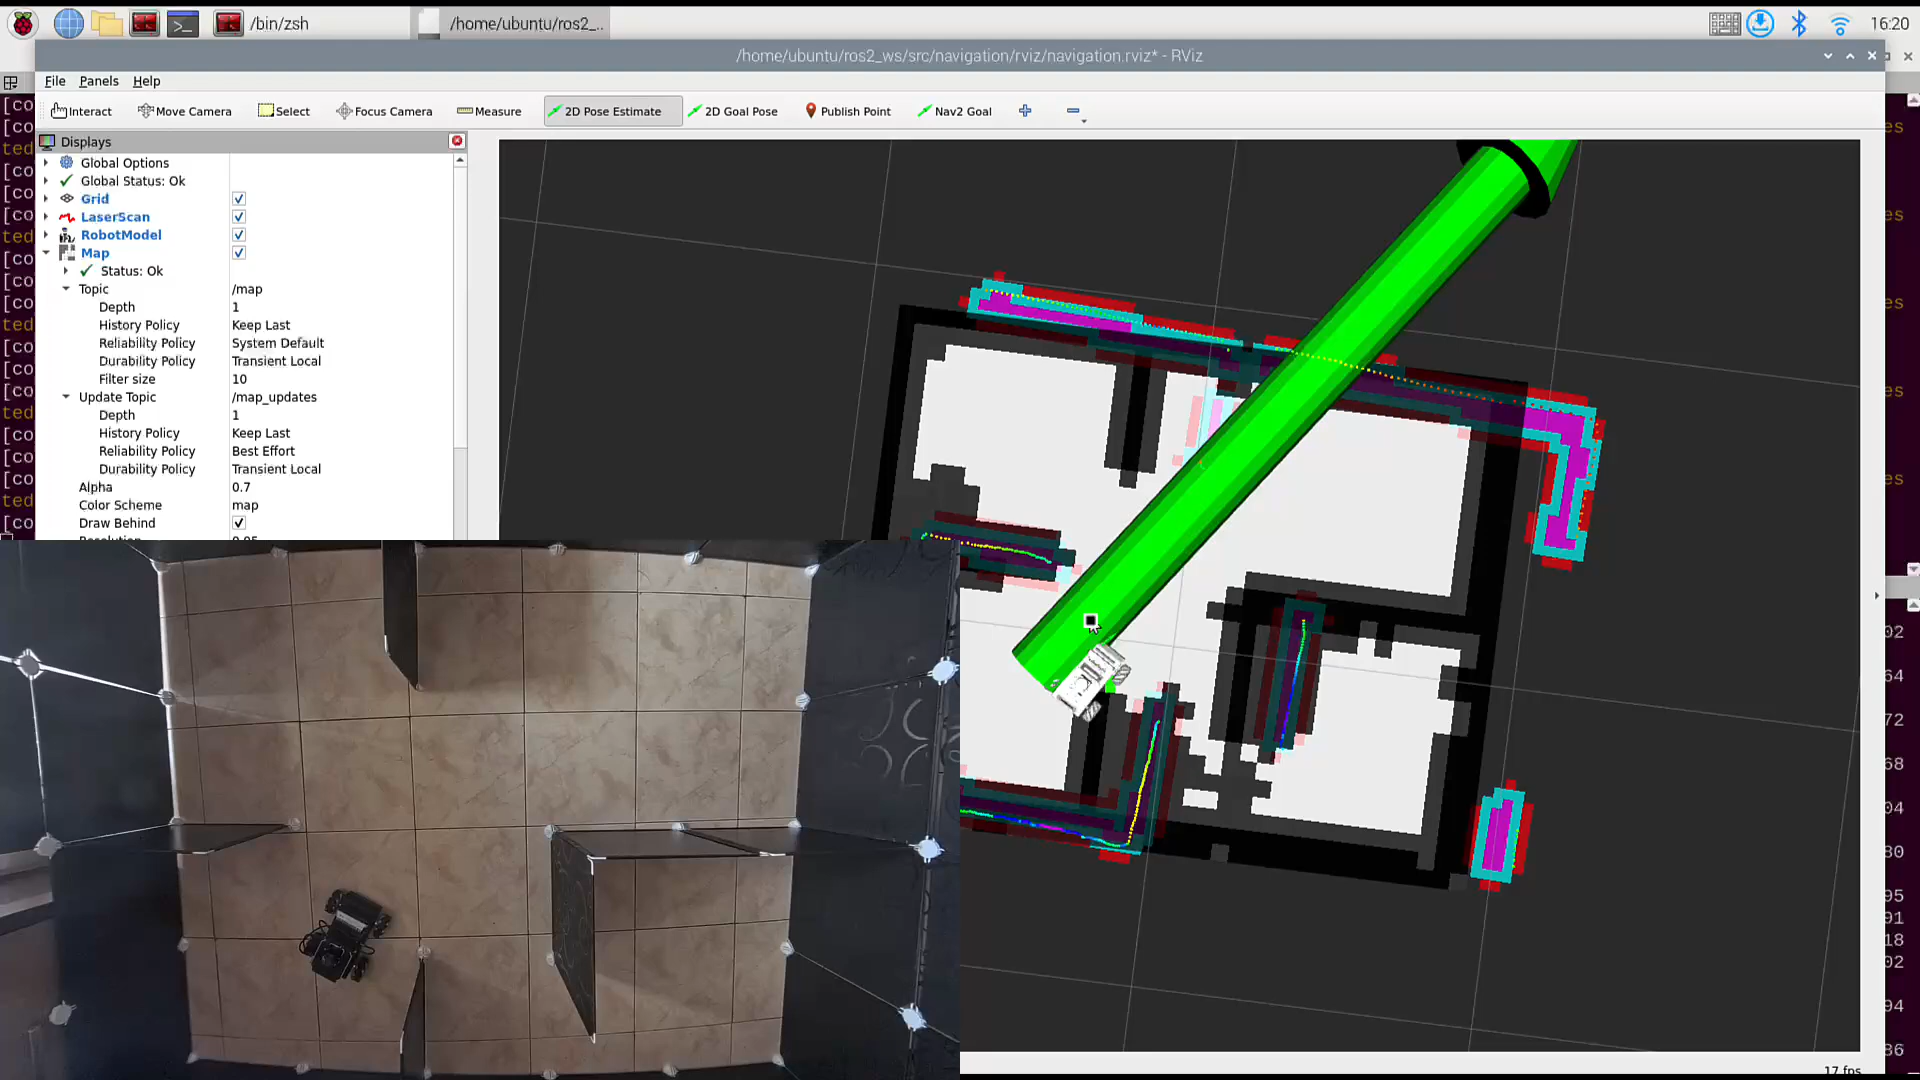 /bin/zsh
/home/ubuntu/ros2_..
16:20
/home/ubuntu/ros2_ws/src/navigation/rviz/navigation.rviz* - RViz
File Panels Help
Interact Move Camera Select Focus Camera Measure 2D Pose Estimate 2D Goal Pose Publish Point Nav2 Goal
Displays
Global Options
Global Status: Ok
Grid
LaserScan
RobotModel
Map
Status: Ok
Topic /map
Depth 1
History Policy Keep Last
Reliability Policy System Default
Durability Policy Transient Local
Filter size 10
Update Topic /map_updates
Depth 1
History Policy Keep Last
Reliability Policy Best Effort
Durability Policy Transient Local
Alpha 0.7
Color Scheme map
Draw Behind
17 fps